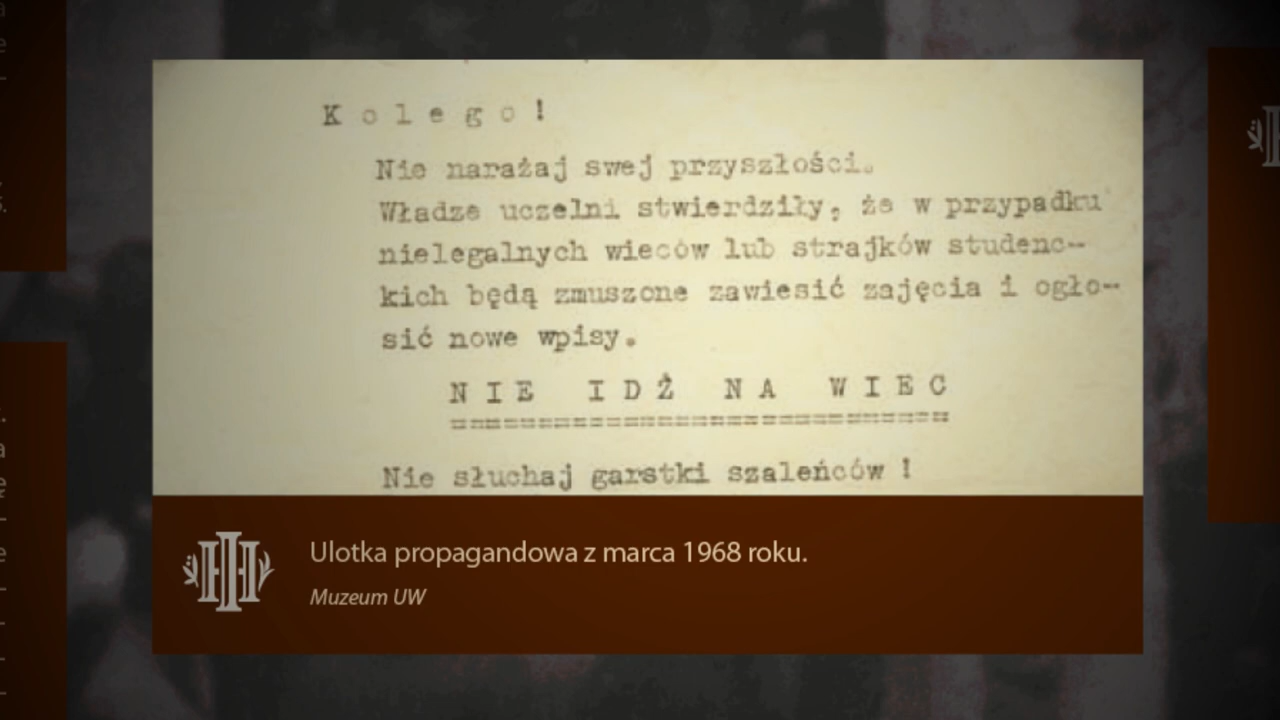 K o l e g o !
Nie narażaj swej przyszłości.
Władze uczelni stwierdziły, że w przypadku
nielegalnych wieców lub strajków studenc-
kich będą zmuszone zawiesić zajęcia i ogło-
sić nowe wpisy.
N I E I D Ź N A W I E C
Nie słuchaj garstki szaleńców !
Ulotka propagandowa z marca 1968 roku.
Muzeum UW